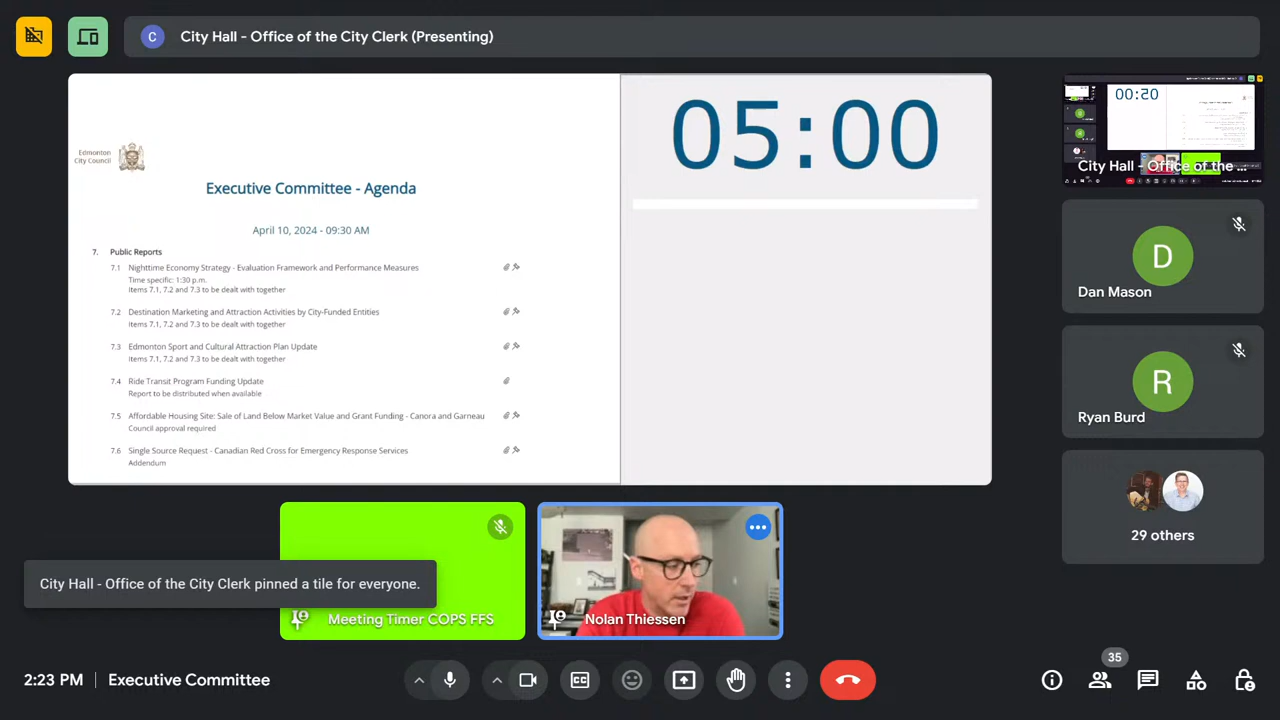 City Hall - Office of the City Clerk (Presenting)
C
Edmonton
City Council
Executive Committee - Agenda
April 10, 2024 - 09:30 AM
7. Public Reports
7.1 Nighttime Economy Strategy - Evaluation Framework and Performance Measures
Time specific: 1:30 p.m.
Items 7.1, 7.2 and 7.3 to be dealt with together
7.2 Destination Marketing and Attraction Activities by City-Funded Entities
Items 7.1, 7.2 and 7.3 to be dealt with together
7.3 Edmonton Sport and Cultural Attraction Plan Update
Items 7.1, 7.2 and 7.3 to be dealt with together
7.4 Ride Transit Program Funding Update
Report to be distributed when available
7.5 Affordable Housing Site: Sale of Land Below Market Value and Grant Funding - Canora and Garneau
Council approval required
7.6 Single Source Request - Canadian Red Cross for Emergency Response Services
Addendum
05:00
05:00
City Hall - Office of the ...
D
Dan Mason
R
Ryan Burd
29 others
City Hall - Office of the City Clerk pinned a tile for everyone.
Meeting Timer COPS FFS
Nolan Thiessen
2:23 PM | Executive Committee
35